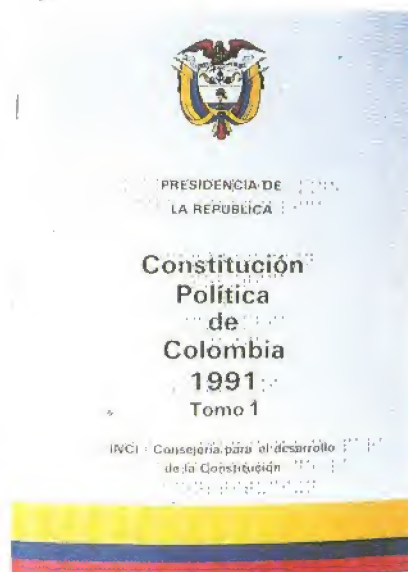 PRESIDENCIA DE
LA REPUBLICA
Constitución
Política
de
Colombia
1991
Tomo 1
INCI - Consejería para el desarrollo
de la Constitución